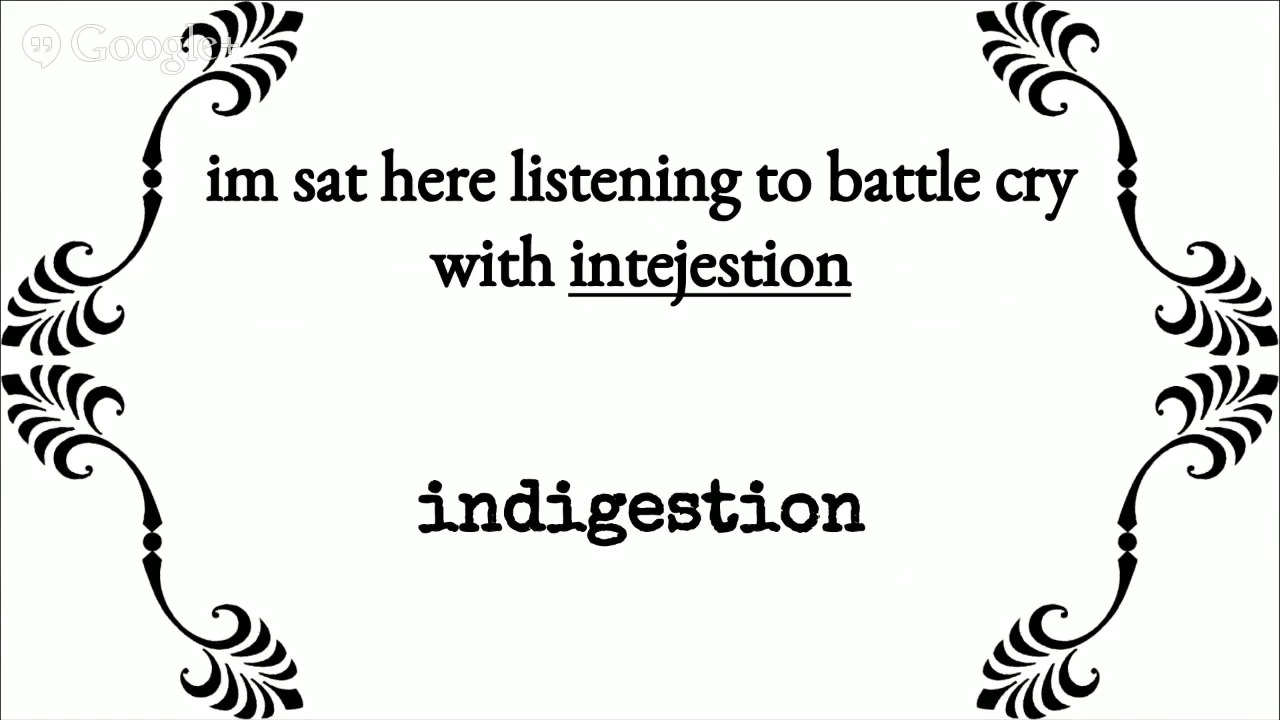 Google+
im sat here listening to battle cry
with intejestion
indigestion